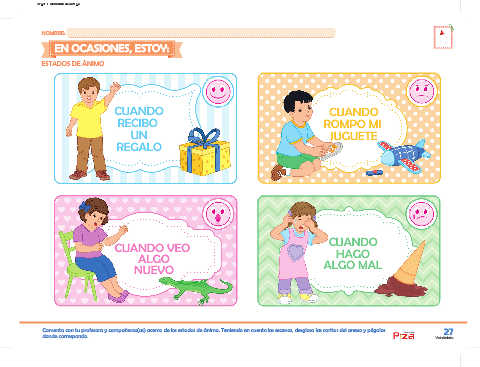 NOMBRE:
EN OCASIONES, ESTOY:
ESTADOS DE ÁNIMO
CUANDO
RECIBO
UN
REGALO
CUANDO
ROMPO MI
JUGUETE
CUANDO VEO
ALGO
NUEVO
CUANDO
HAGO
ALGO MAL
Comenta con tu profesora y compañeros(as) acerca de los estados de ánimo. Teniendo en cuenta las escenas, desglosa las caritas del anexo y pégalas
donde corresponda.
27